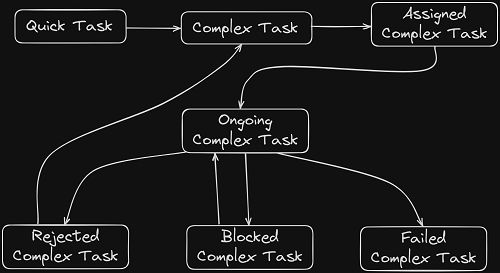 Quick Task
Complex Task
Assigned
Complex Task
Ongoing
Complex Task
Rejected
Complex Task
Blocked
Complex Task
Failed
Complex Task